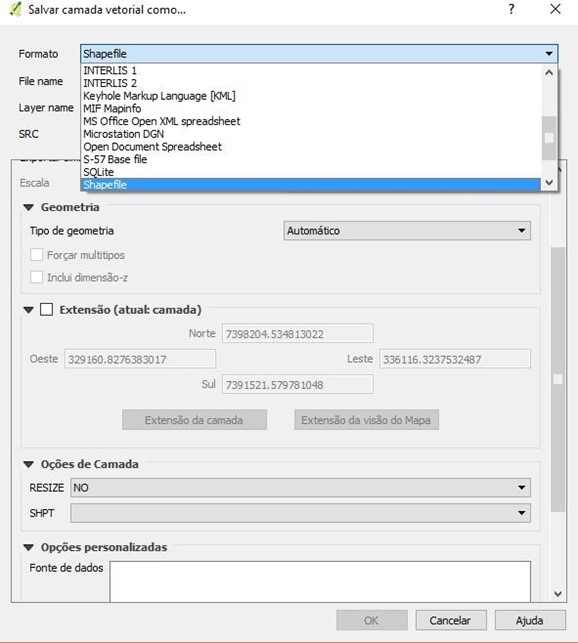 Salvar camada vetorial como...
? ×
Formato Shapefile
INTERLIS 1
File name INTERLIS 2
Keyhole Markup Language [KML]
Layer name MIF Mapinfo
MS Office Open XML spreadsheet
SRC Microstation DGN
Open Document Spreadsheet
S-57 Base file
SQLite
Escala Shapefile
Geometria
Tipo de geometria Automático
Forçar multitipos
Inclui dimensão-z
Extensão (atual: camada)
Norte 7398204.534813022
Oeste 329160.8276383017 Leste 336116.3237532487
Sul 7391521.579781048
Extensão da camada Extensão da visão do Mapa
Oções de Camada
RESIZE NO
SHPT
Opções personalizadas
Fonte de dados
OK Cancelar Ajuda